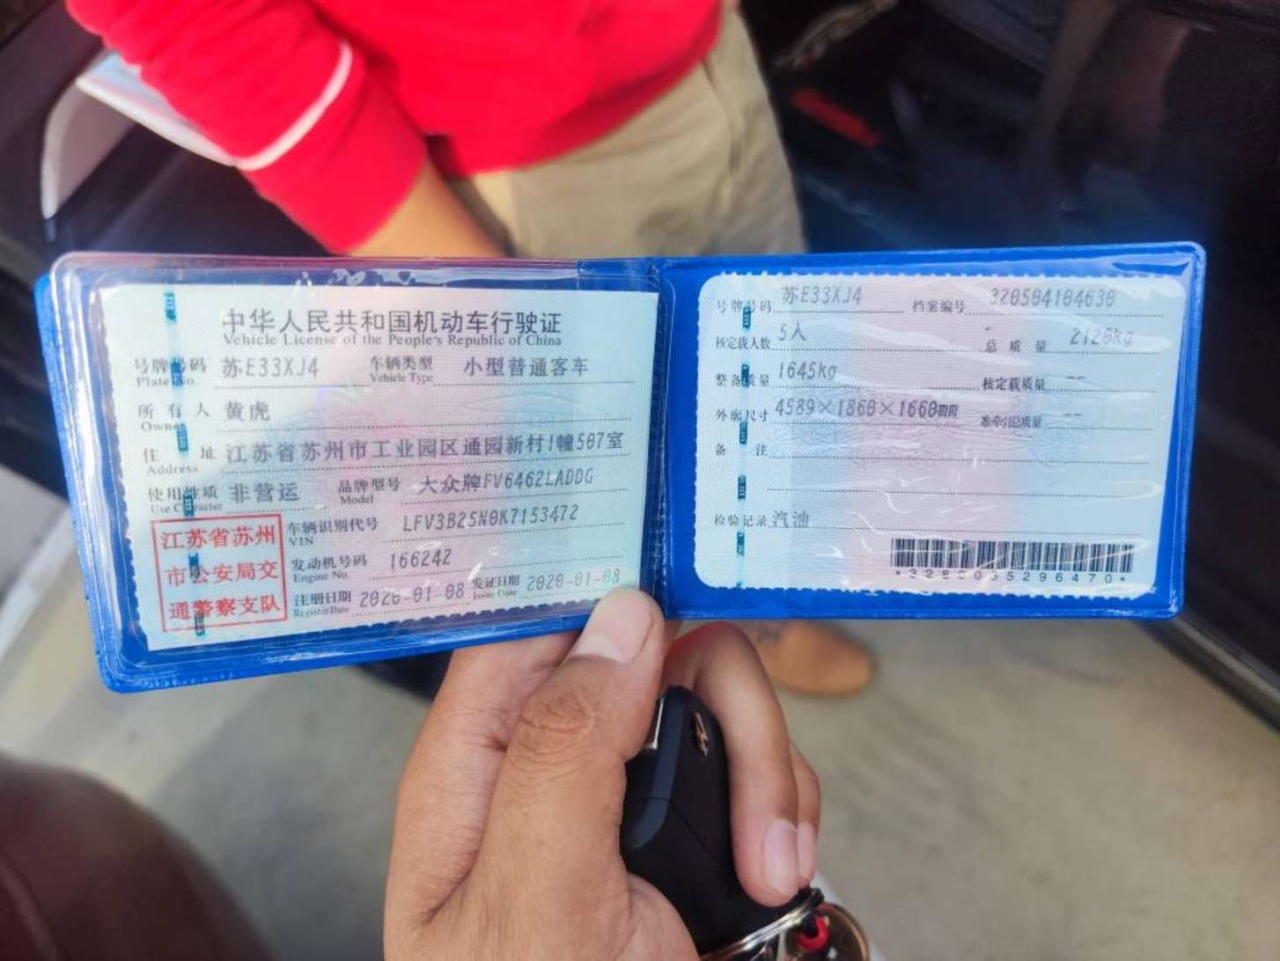 中华人民共和国机动车行驶证
Vehicle License of the People's Republic of China
号牌号码 苏E33XJ4 车辆类型 小型普通客车
Plate No. Vehicle Type
所有人 黄虎
Owner
住址 江苏省苏州市工业园区通园新村1幢507室
Address
使用性质 非营运 品牌型号 大众牌FV6462LADDG
Use Character Model
江苏省苏州
市公安局交
通警察支队
车辆识别代号 LFV3B25N0K7153472
VIN
发动机号码 166242
Engine No.
注册日期 2020-01-08 发证日期 2020-01-08
Register Date Issue Date
号牌号码 苏E33XJ4 档案编号 320504104630
核定载人数 5人 总质量 2120kg
整备质量 1645kg 核定载质量 --
外廓尺寸 4589×1860×1660mm 准牵引总质量 --
备注
检验记录 汽油